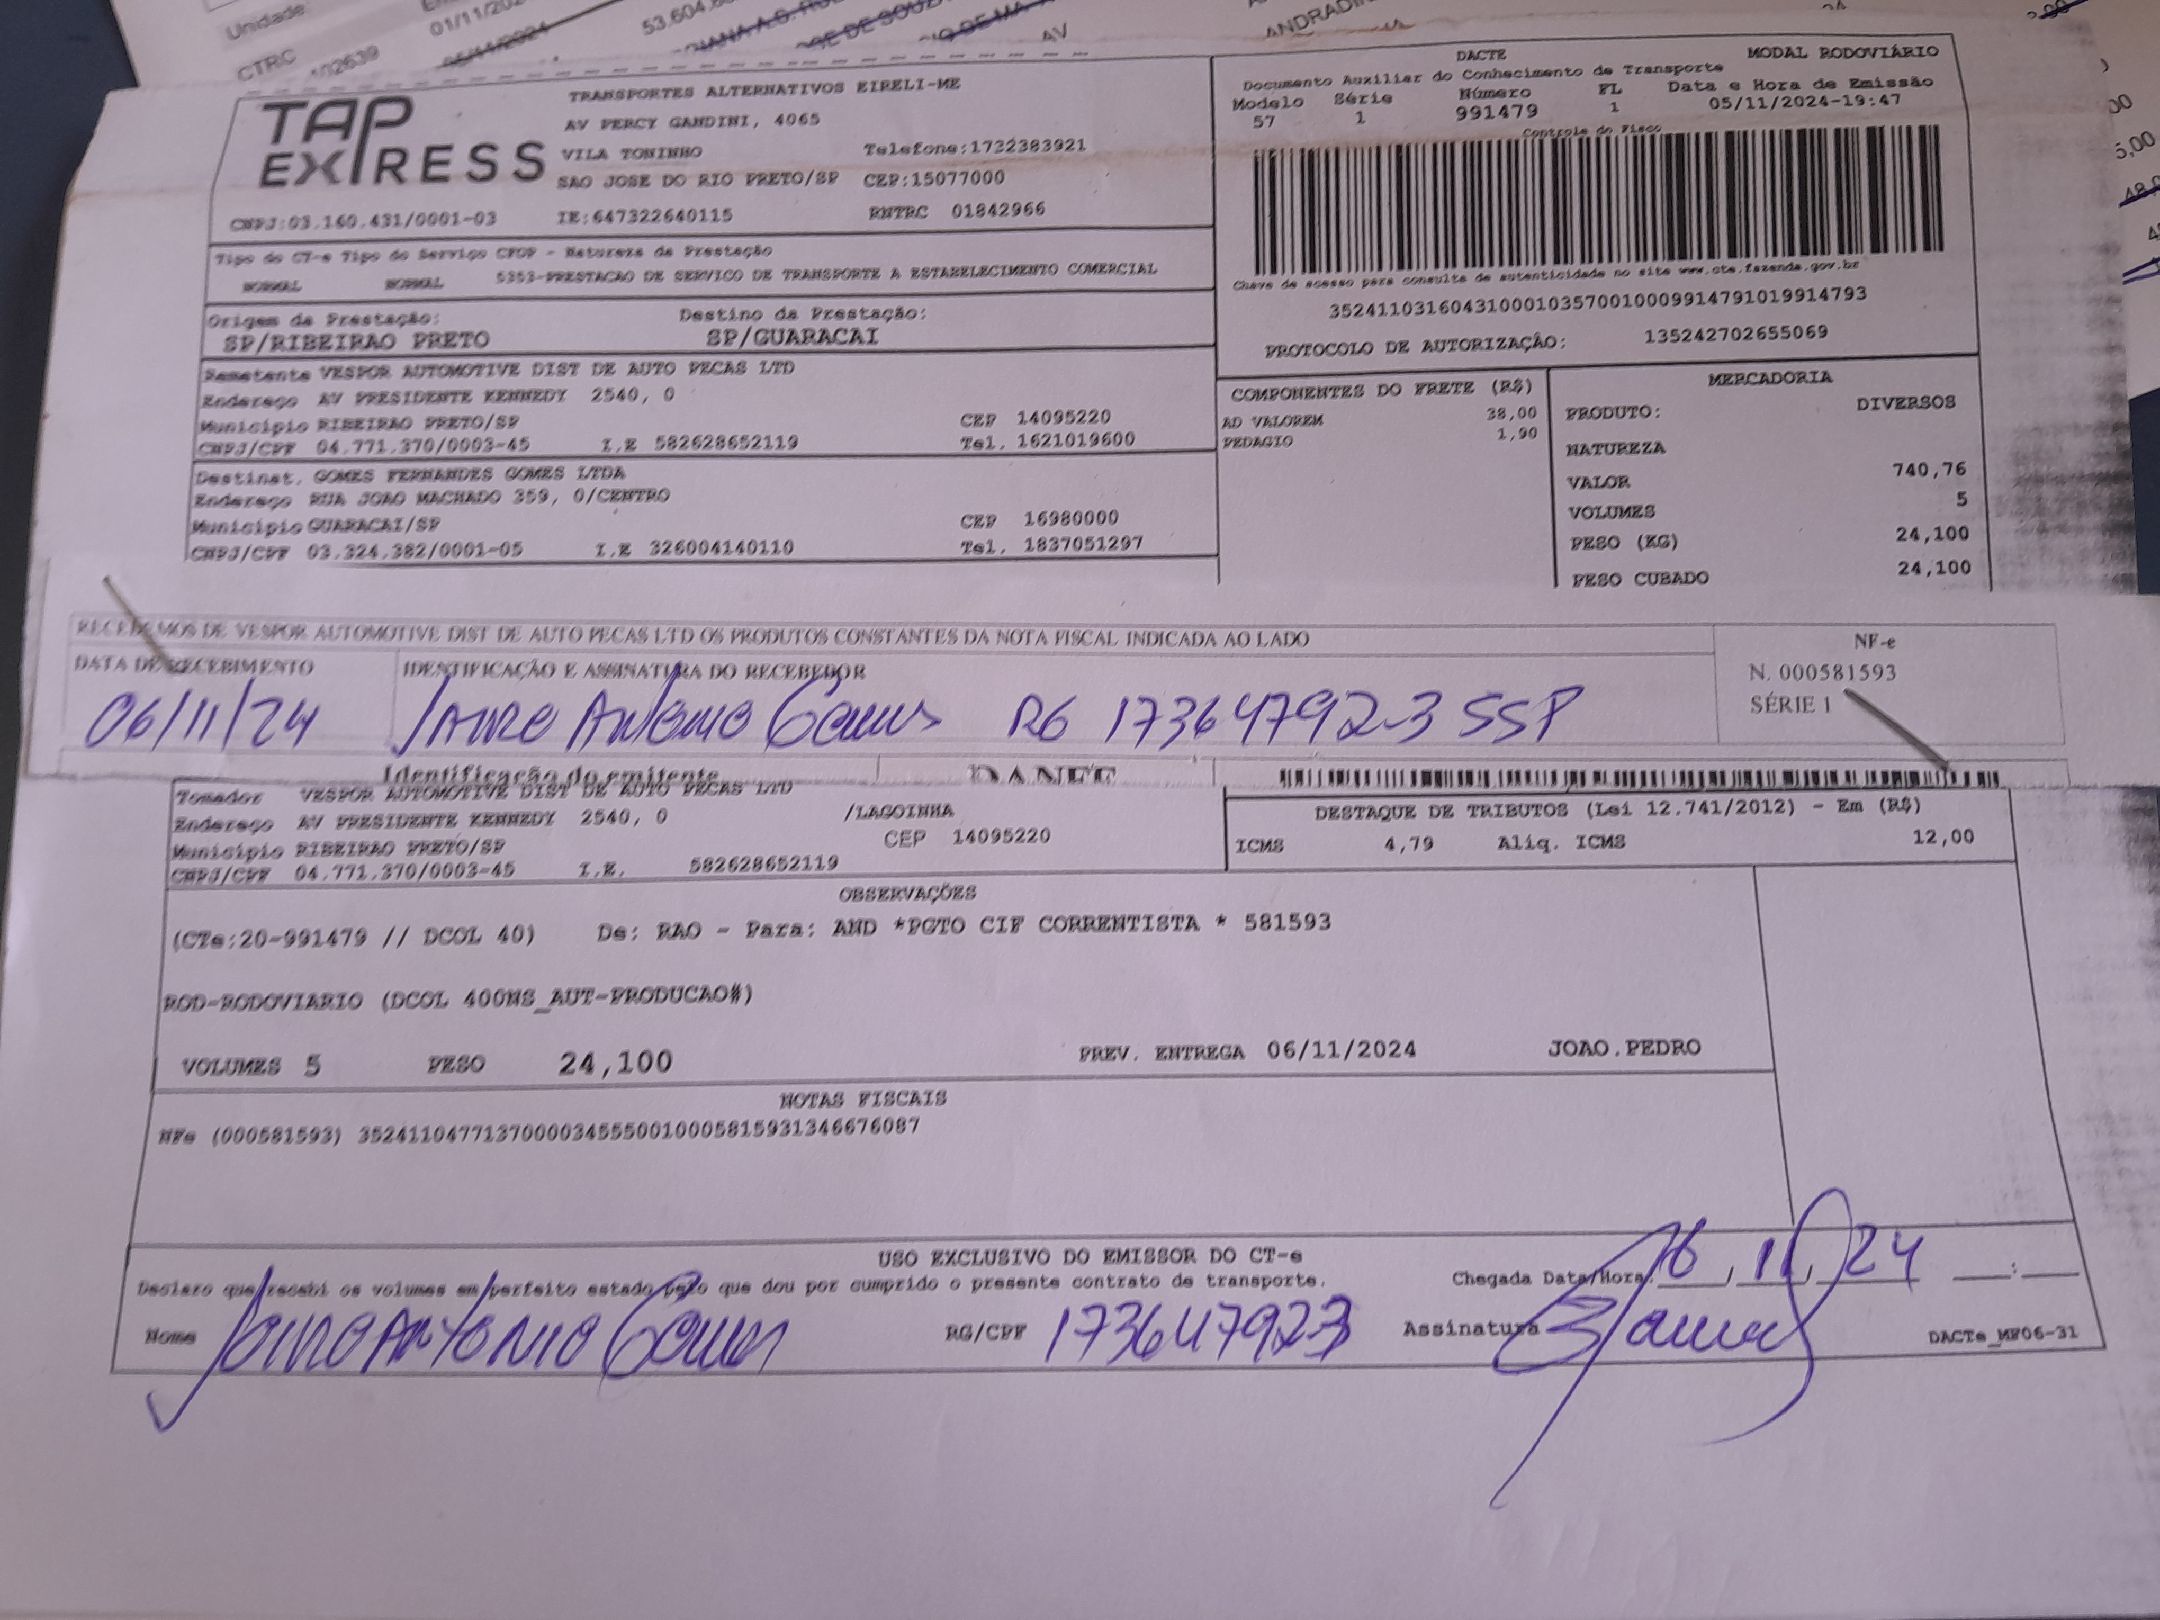 Unidade
01/11/202
53.604.
CTRC
05/11/2024
AV
TAP EXPRESS
TRANSPORTES ALTERNATIVOS EIRELI-ME
AV PERCY GANDINI, 4065
VILA TONINHO Telefone:1732383921
SAO JOSE DO RIO PRETO/SP CEP:15077000
CNPJ:03.160.431/0001-03 IE:647322640115 RNTRC 01842966
DACTE MODAL RODOVIÁRIO
Documento Auxiliar do Conhecimento de Transporte
Modelo Série Número FL Data e Hora de Emissão
57 1 991479 1 05/11/2024-19:47
Controle do Fisco
Chave de acesso para consulta de autenticidade no site www.cte.fazenda.gov.br
35241103160431000103570010009914791019914793
PROTOCOLO DE AUTORIZAÇÃO: 135242702655069
Tipo do CT-e Tipo do Serviço CFOP - Natureza da Prestação
NORMAL NORMAL 5353-PRESTACAO DE SERVICO DE TRANSPORTE A ESTABELECIMENTO COMERCIAL
Origem da Prestação: Destino da Prestação:
SP/RIBEIRAO PRETO SP/GUARACAI
Remetente VESPOR AUTOMOTIVE DIST DE AUTO PECAS LTD
Endereço AV PRESIDENTE KENNEDY 2540, 0
Município RIBEIRAO PRETO/SP CEP 14095220
CNPJ/CPF 04.771.370/0003-45 I.E 582628652119 Tel. 1621019600
Destinat. GOMES FERNANDES GOMES LTDA
Endereço RUA JOAO MACHADO 359, 0/CENTRO
Município GUARACAI/SP CEP 16980000
CNPJ/CPF 03.324.382/0001-05 I.E 326004140110 Tel. 1837051297
COMPONENTES DO FRETE (R$)
AD VALOREM 38,00
PEDAGIO 1,90
MERCADORIA
PRODUTO: DIVERSOS
NATUREZA
VALOR 740,76
VOLUMES 5
PESO (KG) 24,100
PESO CUBADO 24,100
RECEBEMOS DE VESPOR AUTOMOTIVE DIST DE AUTO PECAS LTD OS PRODUTOS CONSTANTES DA NOTA FISCAL INDICADA AO LADO
DATA DE RECEBIMENTO IDENTIFICAÇÃO E ASSINATURA DO RECEBEDOR
06/11/24 Antonio RG 17364792-3 SSP
NF-e
N. 000581593
SÉRIE 1
Identificação do emitente DANFE
Tomador VESPOR AUTOMOTIVE DIST DE AUTO PECAS LTD
Endereço AV PRESIDENTE KENNEDY 2540, 0 /LAGOINHA
Município RIBEIRAO PRETO/SP CEP 14095220
CNPJ/CPF 04.771.370/0003-45 I.E. 582628652119
DESTAQUE DE TRIBUTOS (Lei 12.741/2012) - Em (R$)
ICMS 4,79 Aliq. ICMS 12,00
OBSERVAÇÕES
(CTe:20-991479 // DCOL 40) De: RAO - Para: AND *PGTO CIF CORRENTISTA * 581593
ROD-RODOVIARIO (DCOL 400NS_AUT-PRODUCAO#)
VOLUMES 5 PESO 24,100 PREV. ENTREGA 06/11/2024 JOAO.PEDRO
NOTAS FISCAIS
NFs (000581593) 35241104771370000345550010005815931346676087
USO EXCLUSIVO DO EMISSOR DO CT-e
Declaro que recebi os volumes em perfeito estado pelo que dou por cumprido o presente contrato de transporte.
Chegada Data/Hora: 11 24 :
Nome Antonio RG/CPF 173647923 Assinatura
DACTe_MF06-31